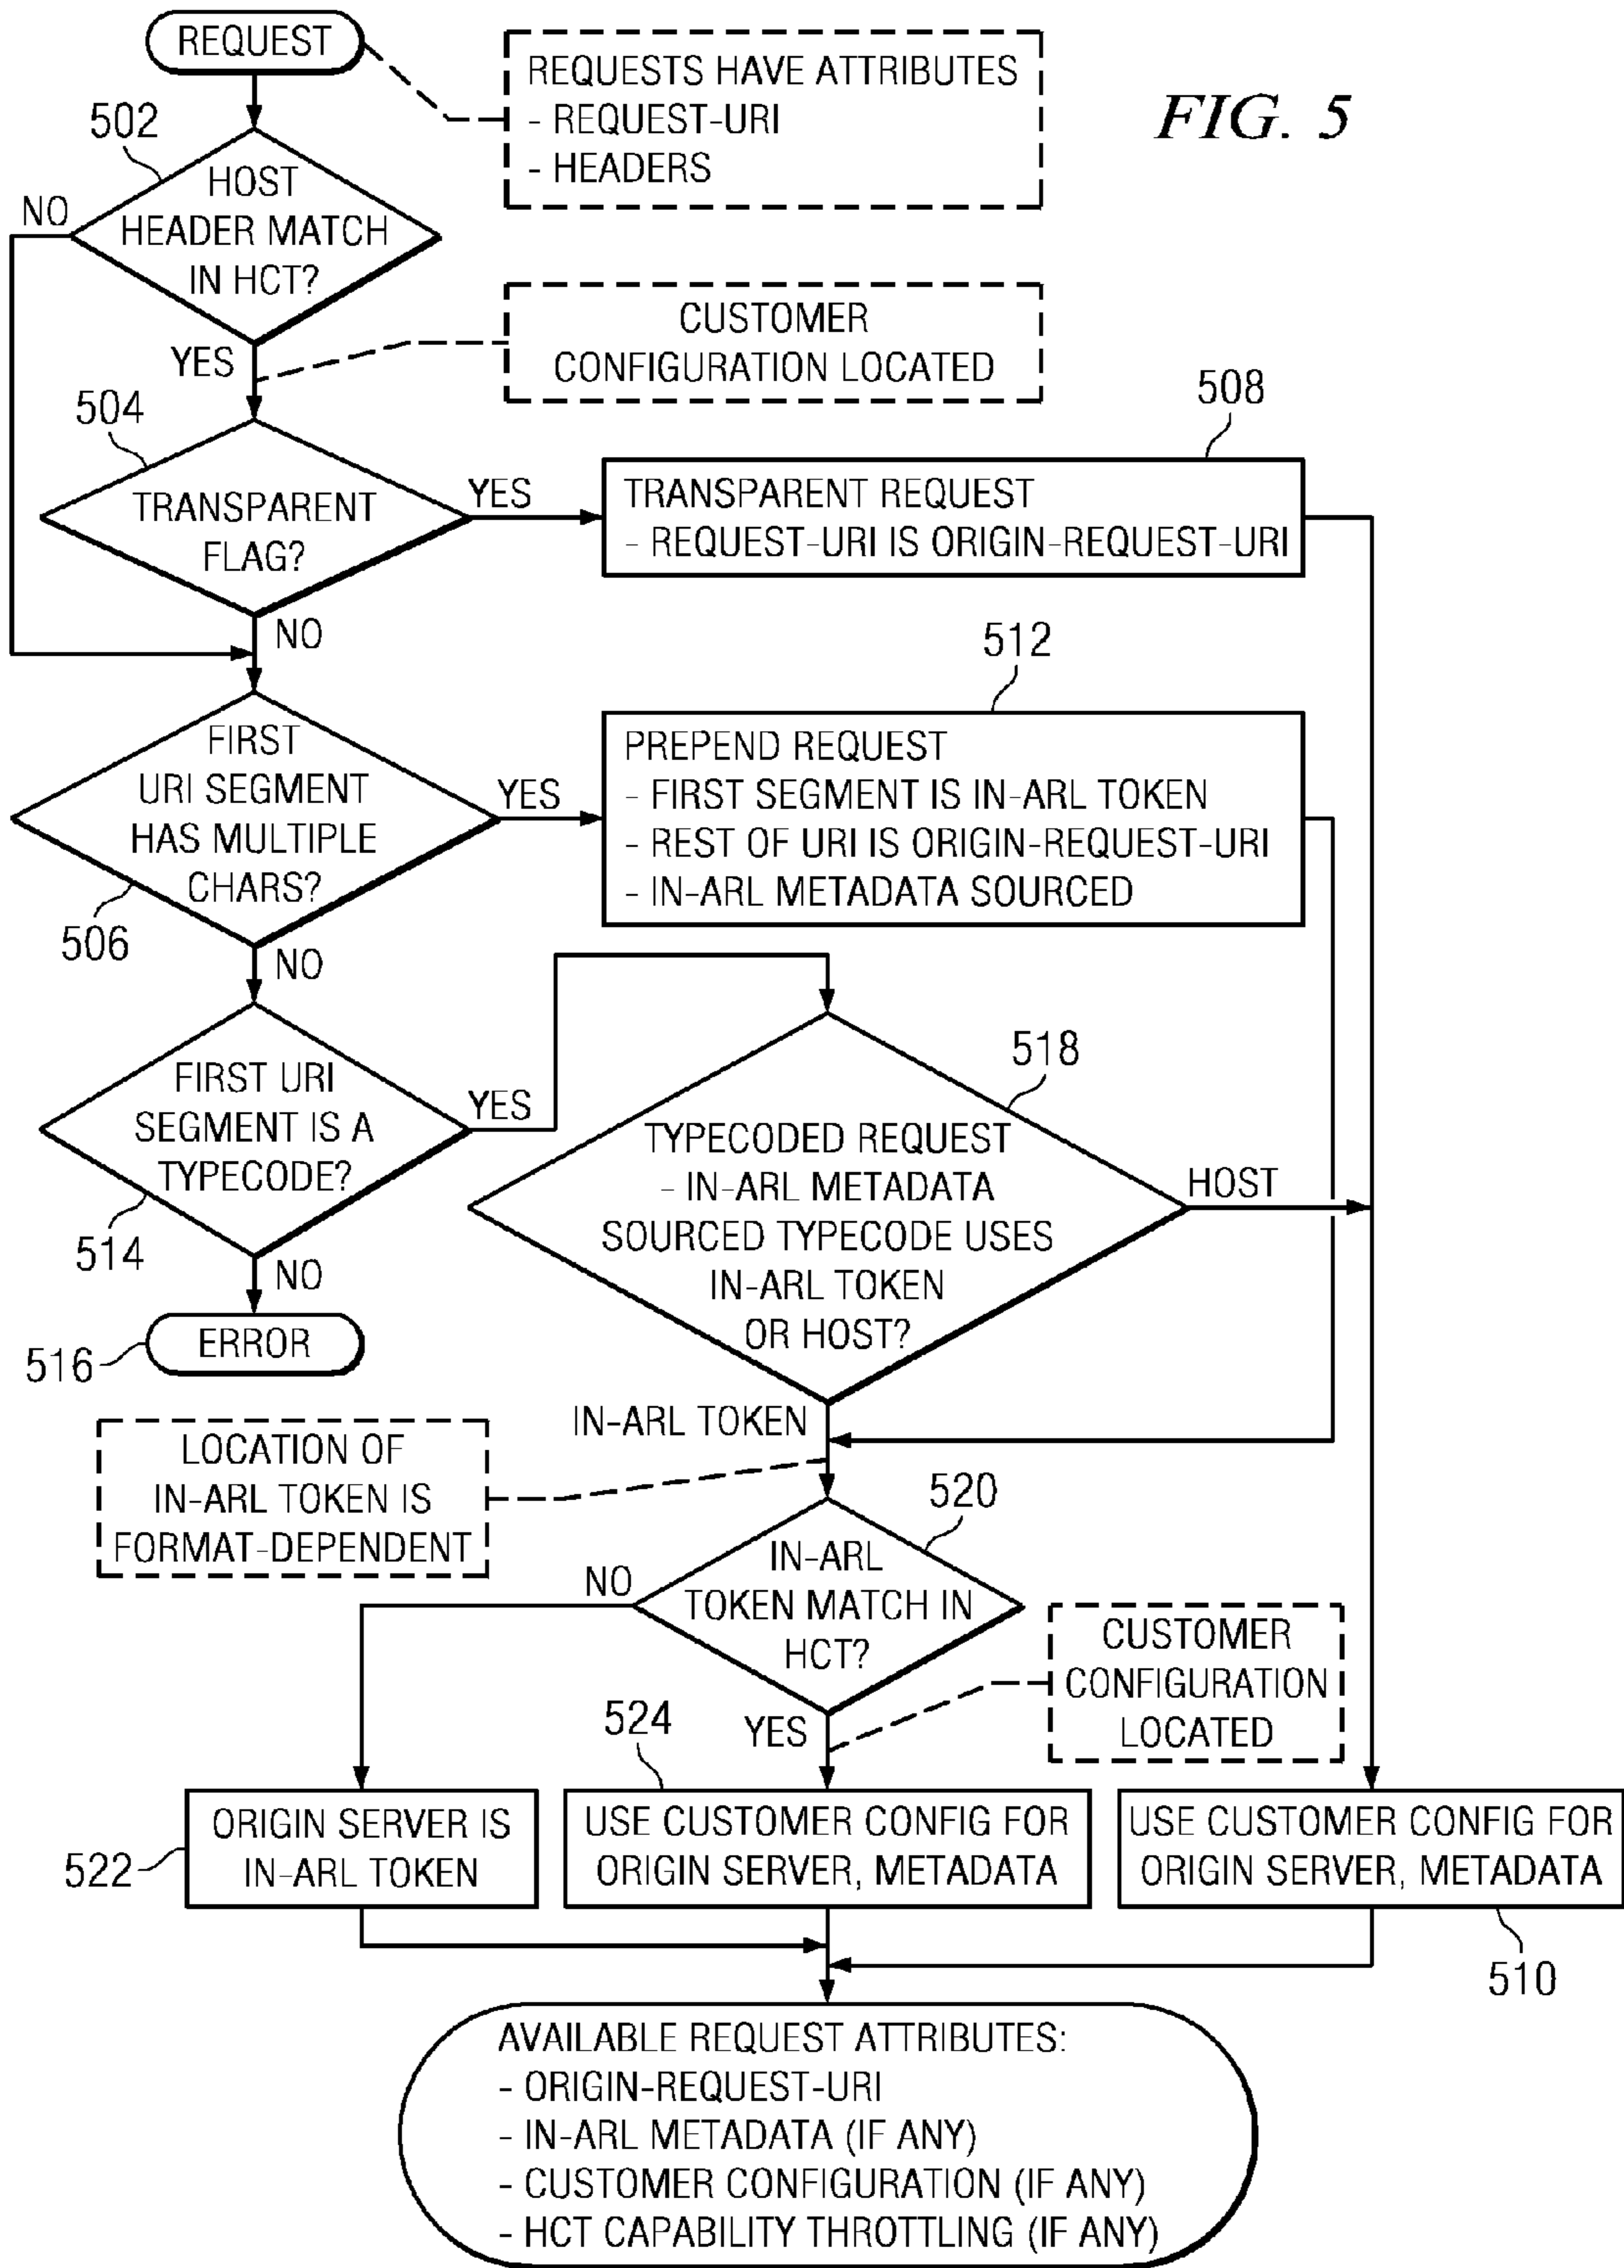 REQUEST
REQUESTS HAVE ATTRIBUTES
- REQUEST-URI
- HEADERS
FIG. 5
502
HOST
HEADER MATCH
IN HCT?
NO
YES
CUSTOMER
CONFIGURATION LOCATED
504
TRANSPARENT
FLAG?
YES
508
TRANSPARENT REQUEST
- REQUEST-URI IS ORIGIN-REQUEST-URI
NO
512
FIRST
URI SEGMENT
HAS MULTIPLE
CHARS?
506
YES
PREPEND REQUEST
- FIRST SEGMENT IS IN-ARL TOKEN
- REST OF URI IS ORIGIN-REQUEST-URI
- IN-ARL METADATA SOURCED
NO
FIRST URI
SEGMENT IS A
TYPECODE?
514
YES
518
TYPECODED REQUEST
- IN-ARL METADATA
SOURCED TYPECODE USES
IN-ARL TOKEN
OR HOST?
HOST
NO
ERROR
516
IN-ARL TOKEN
LOCATION OF
IN-ARL TOKEN IS
FORMAT-DEPENDENT
520
IN-ARL
TOKEN MATCH IN
HCT?
NO
YES
CUSTOMER
CONFIGURATION
LOCATED
524
ORIGIN SERVER IS
IN-ARL TOKEN
522
USE CUSTOMER CONFIG FOR
ORIGIN SERVER, METADATA
USE CUSTOMER CONFIG FOR
ORIGIN SERVER, METADATA
510
AVAILABLE REQUEST ATTRIBUTES:
- ORIGIN-REQUEST-URI
- IN-ARL METADATA (IF ANY)
- CUSTOMER CONFIGURATION (IF ANY)
- HCT CAPABILITY THROTTLING (IF ANY)